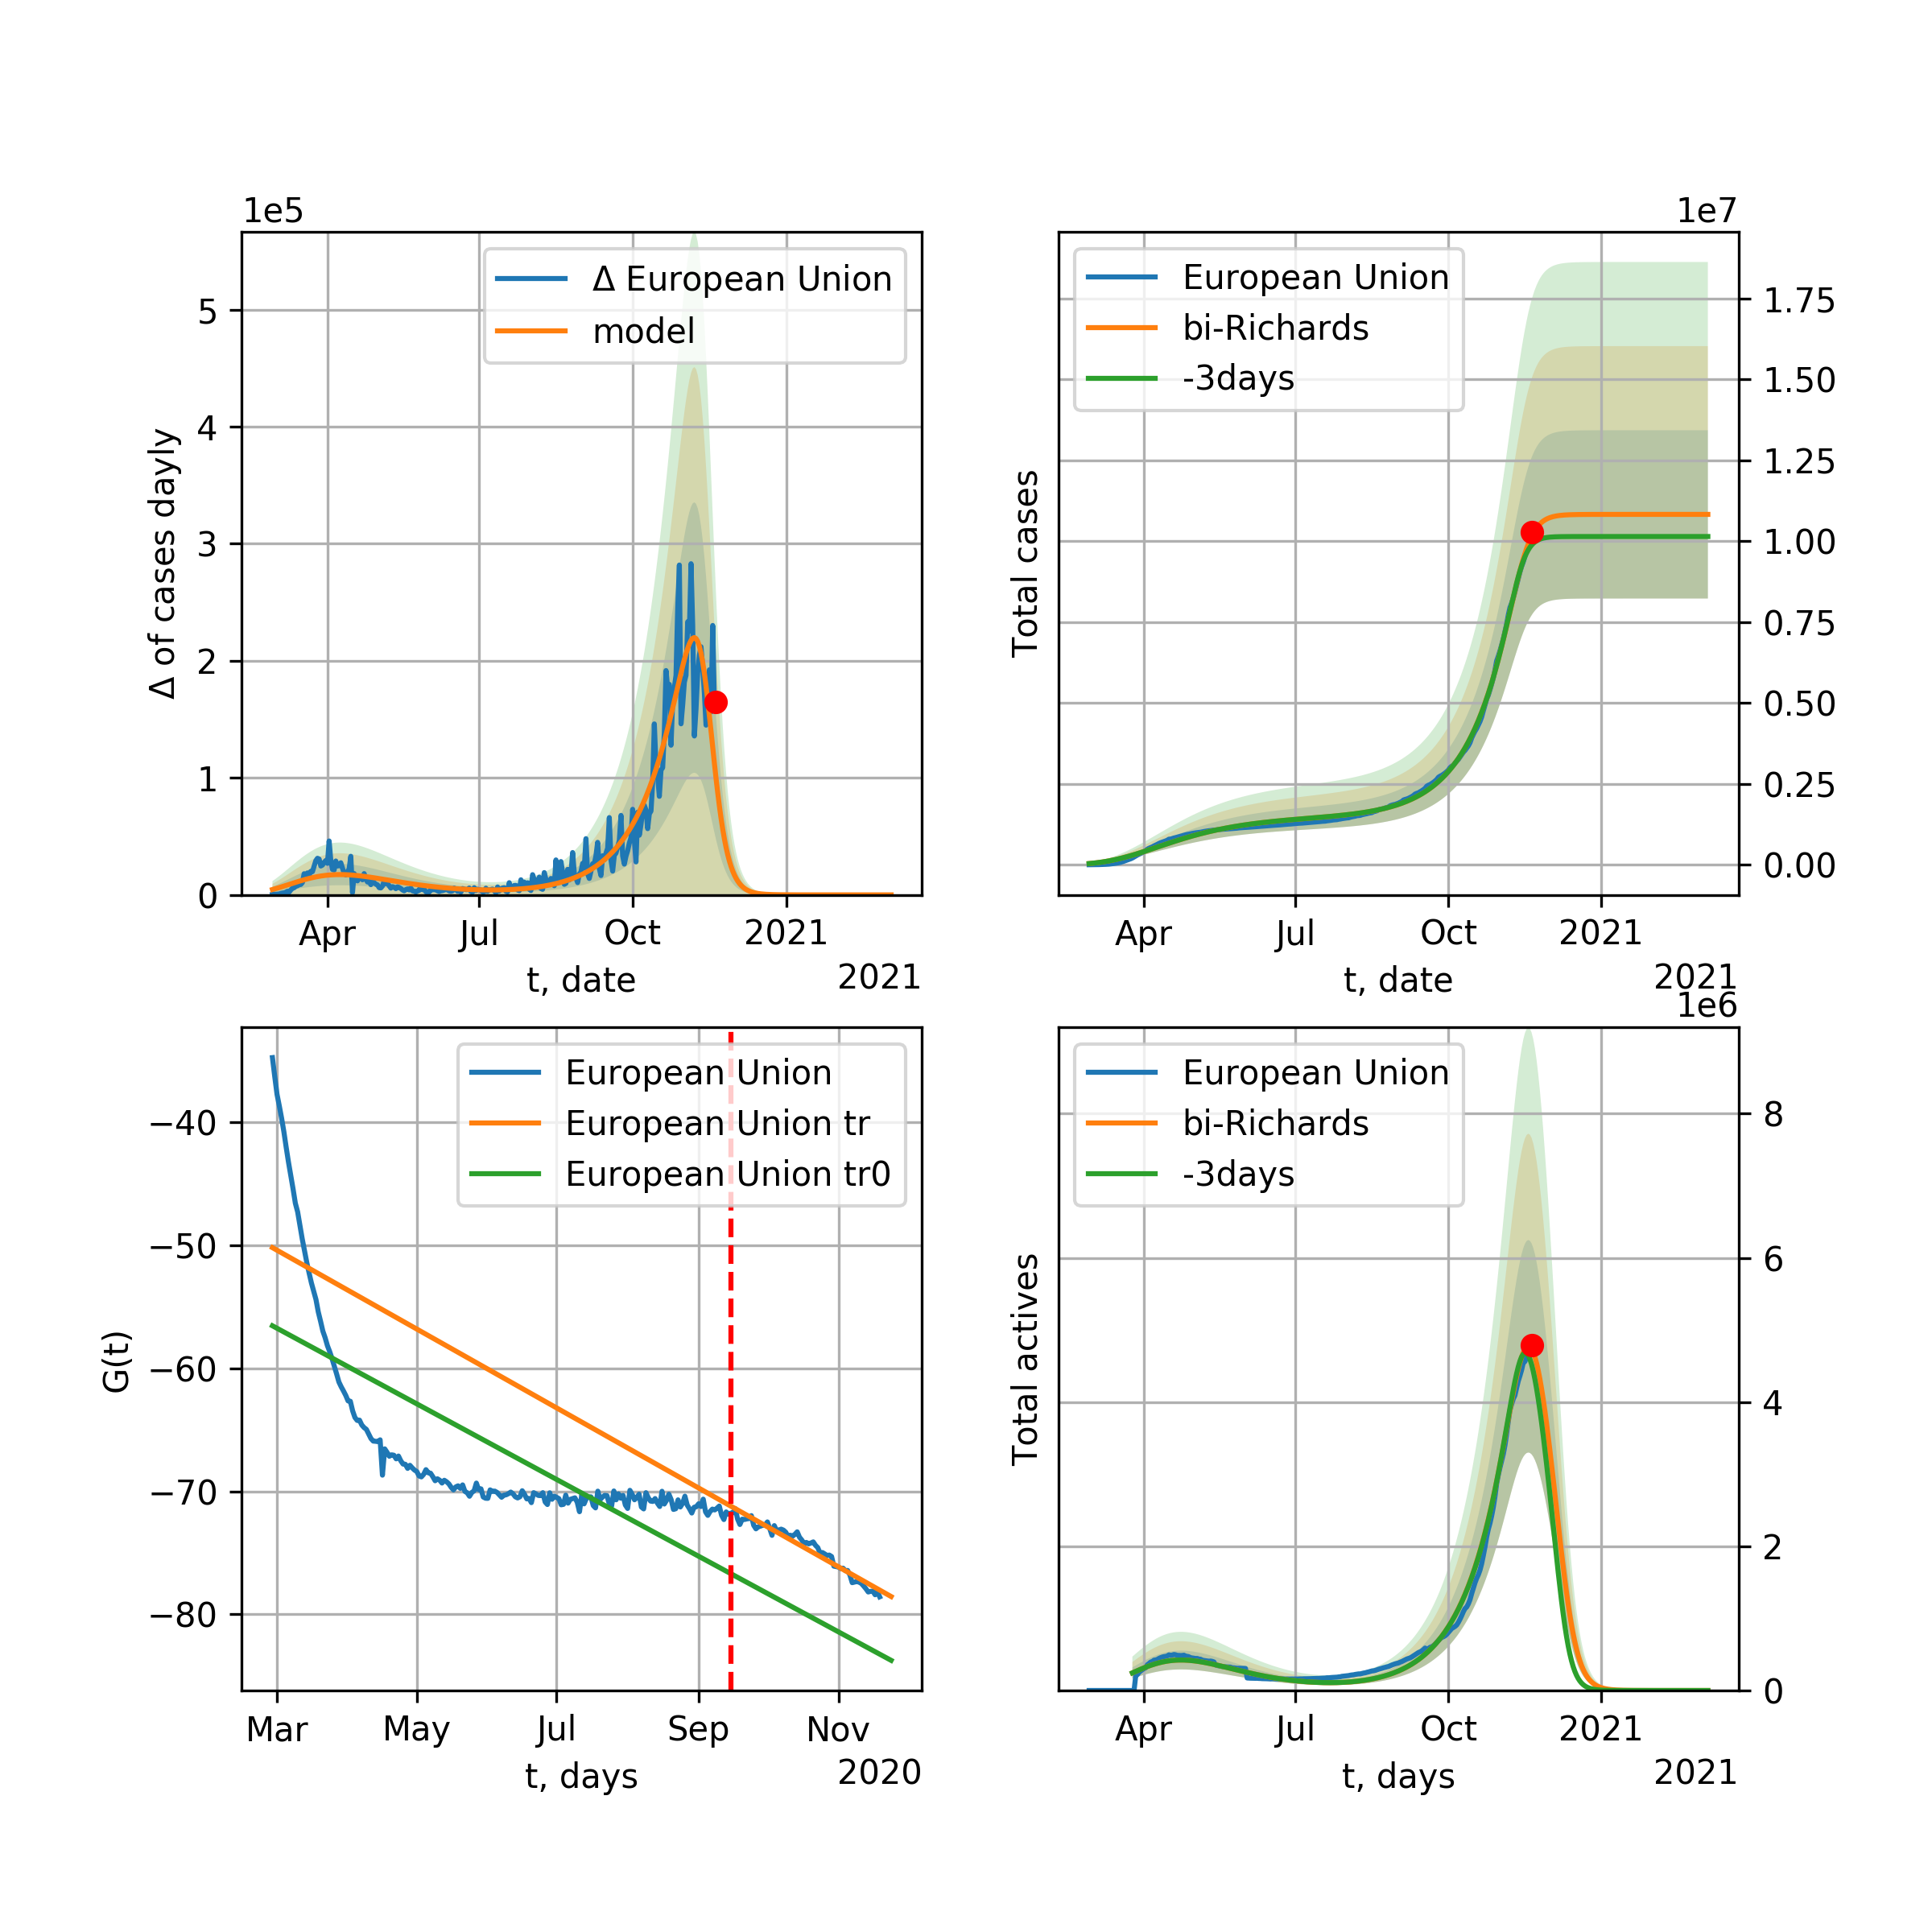 1e5
Δ European Union
model
5
4
3
2
1
0
Δ of cases dayly
Apr
Jul
Oct
2021
t, date
2021
1e7
European Union
bi-Richards
-3days
1.75
1.50
1.25
1.00
0.75
0.50
0.25
0.00
Total cases
Apr
Jul
Oct
2021
t, date
2021
European Union
European Union tr
European Union tr0
−40
−50
−60
−70
−80
G(t)
Mar
May
Jul
Sep
Nov
t, days
2020
1e6
European Union
bi-Richards
-3days
8
6
4
2
0
Total actives
Apr
Jul
Oct
2021
t, days
2021